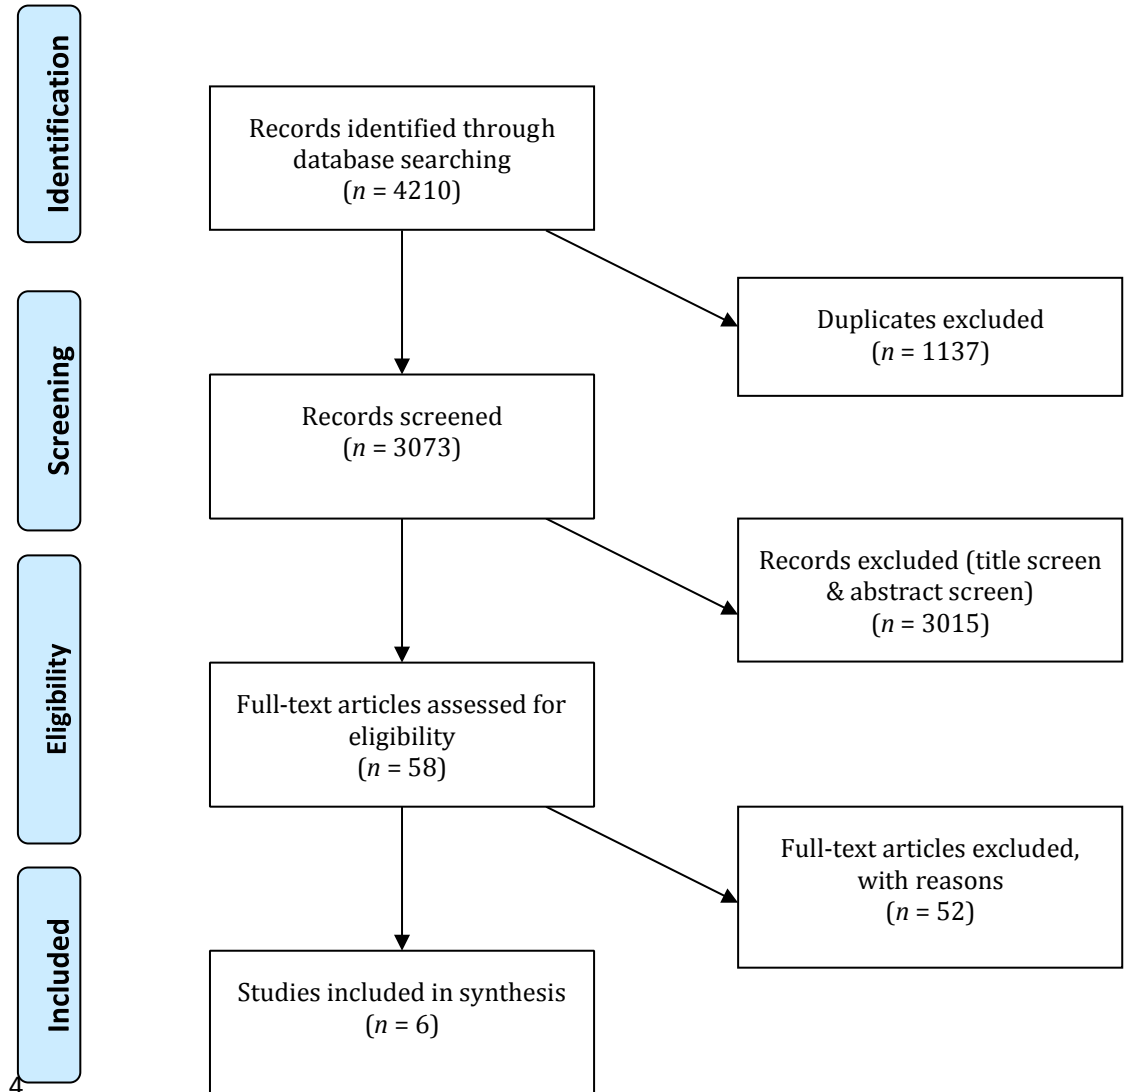 Identification
Records identified through
database searching
(n = 4210)
Duplicates excluded
(n = 1137)
Screening
Records screened
(n = 3073)
Records excluded (title screen
& abstract screen)
(n = 3015)
Eligibility
Full-text articles assessed for
eligibility
(n = 58)
Full-text articles excluded,
with reasons
(n = 52)
Included
Studies included in synthesis
(n = 6)
4